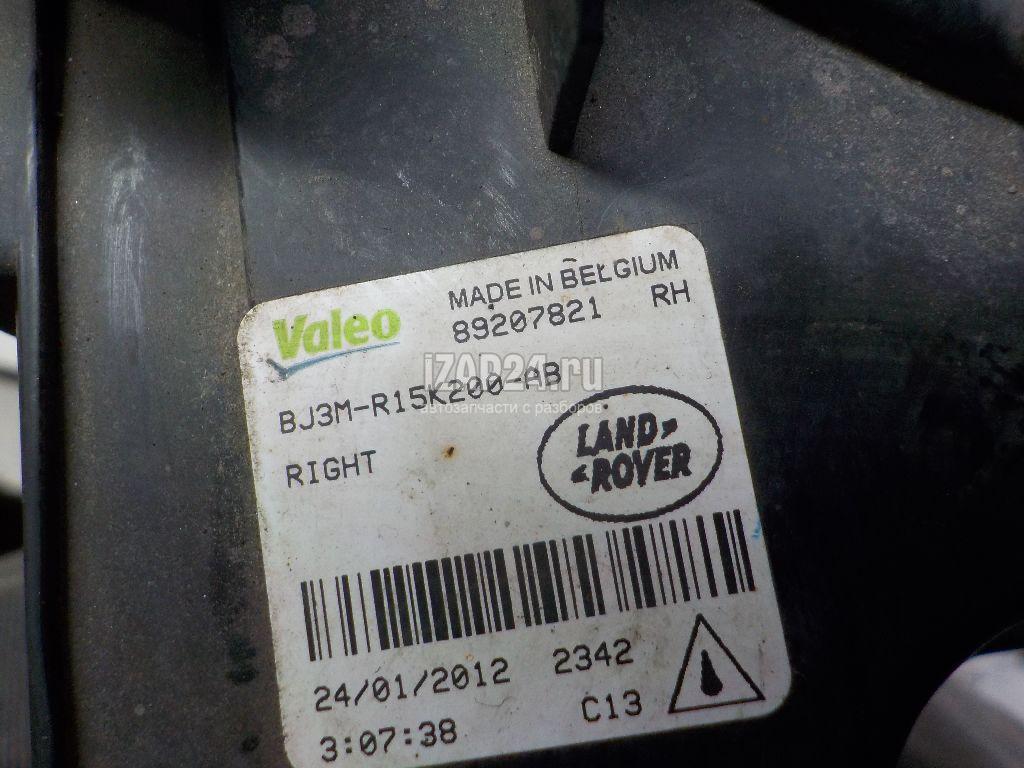 MADE IN BELGIUM
Valeo 89207821 RH
iZAP24.ru
BJ3M-R15K200-AB
автозапчасти с разборов
LAND
ROVER
RIGHT
24/01/2012 2342
3:07:38 C13